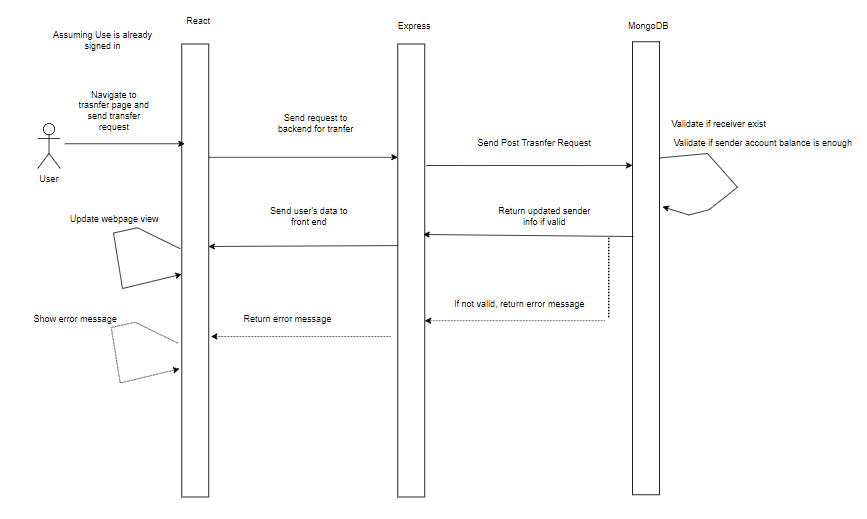 React
Express
MongoDB
Assuming Use is already
signed in
Navigate to
trasnfer page and
send transfer
request
User
Send request to
backend for tranfer
Send Post Trasnfer Request
Validate if receiver exist
Validate if sender account balance is enough
Return updated sender
info if valid
Send user's data to
front end
Update webpage view
If not valid, return error message
Return error message
Show error message